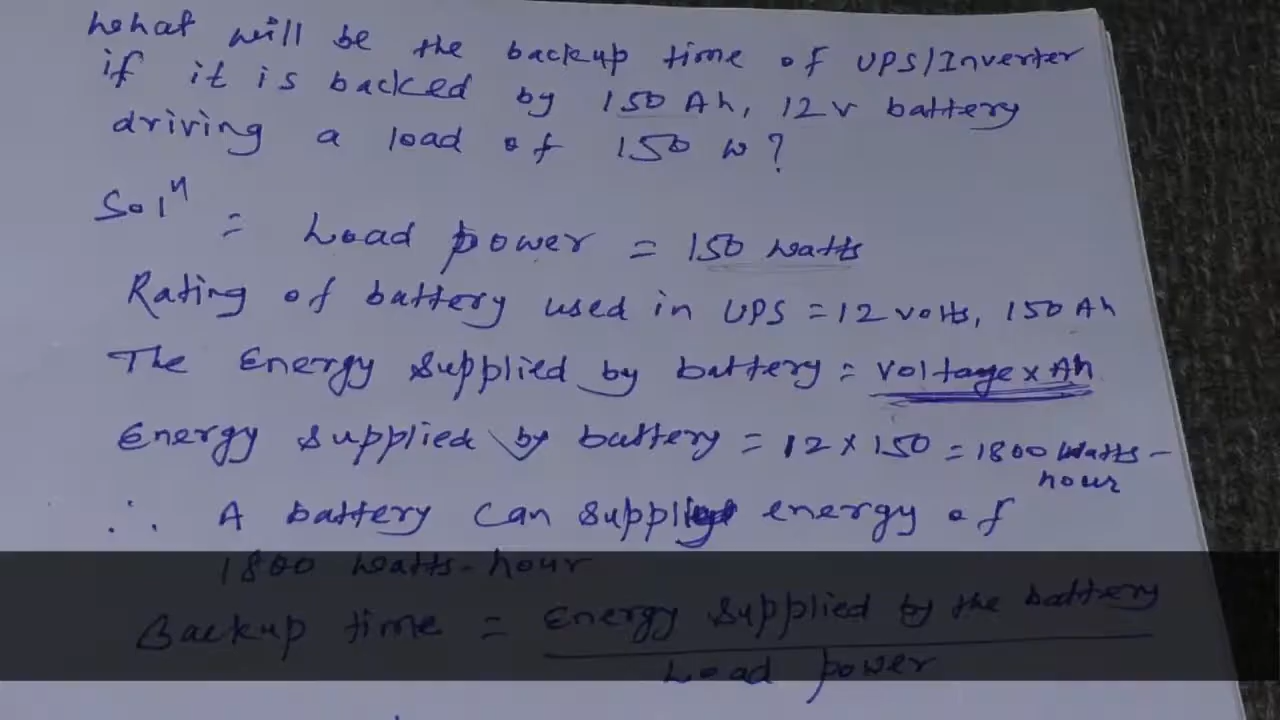 What will be the backup time of UPS/Inverter
if it is backed by 150 Ah, 12v battery
driving a load of 150 w?
Solⁿ = Load power = 150 watts
Rating of battery used in UPS = 12 volts, 150 Ah
The Energy Supplied by battery = voltage x Ah
Energy Supplied by battery = 12 x 150 = 1800 Watts-
hour
∴ A battery can supply energy of
1800 watts-hour
Backup time = Energy Supplied by the battery
Load power